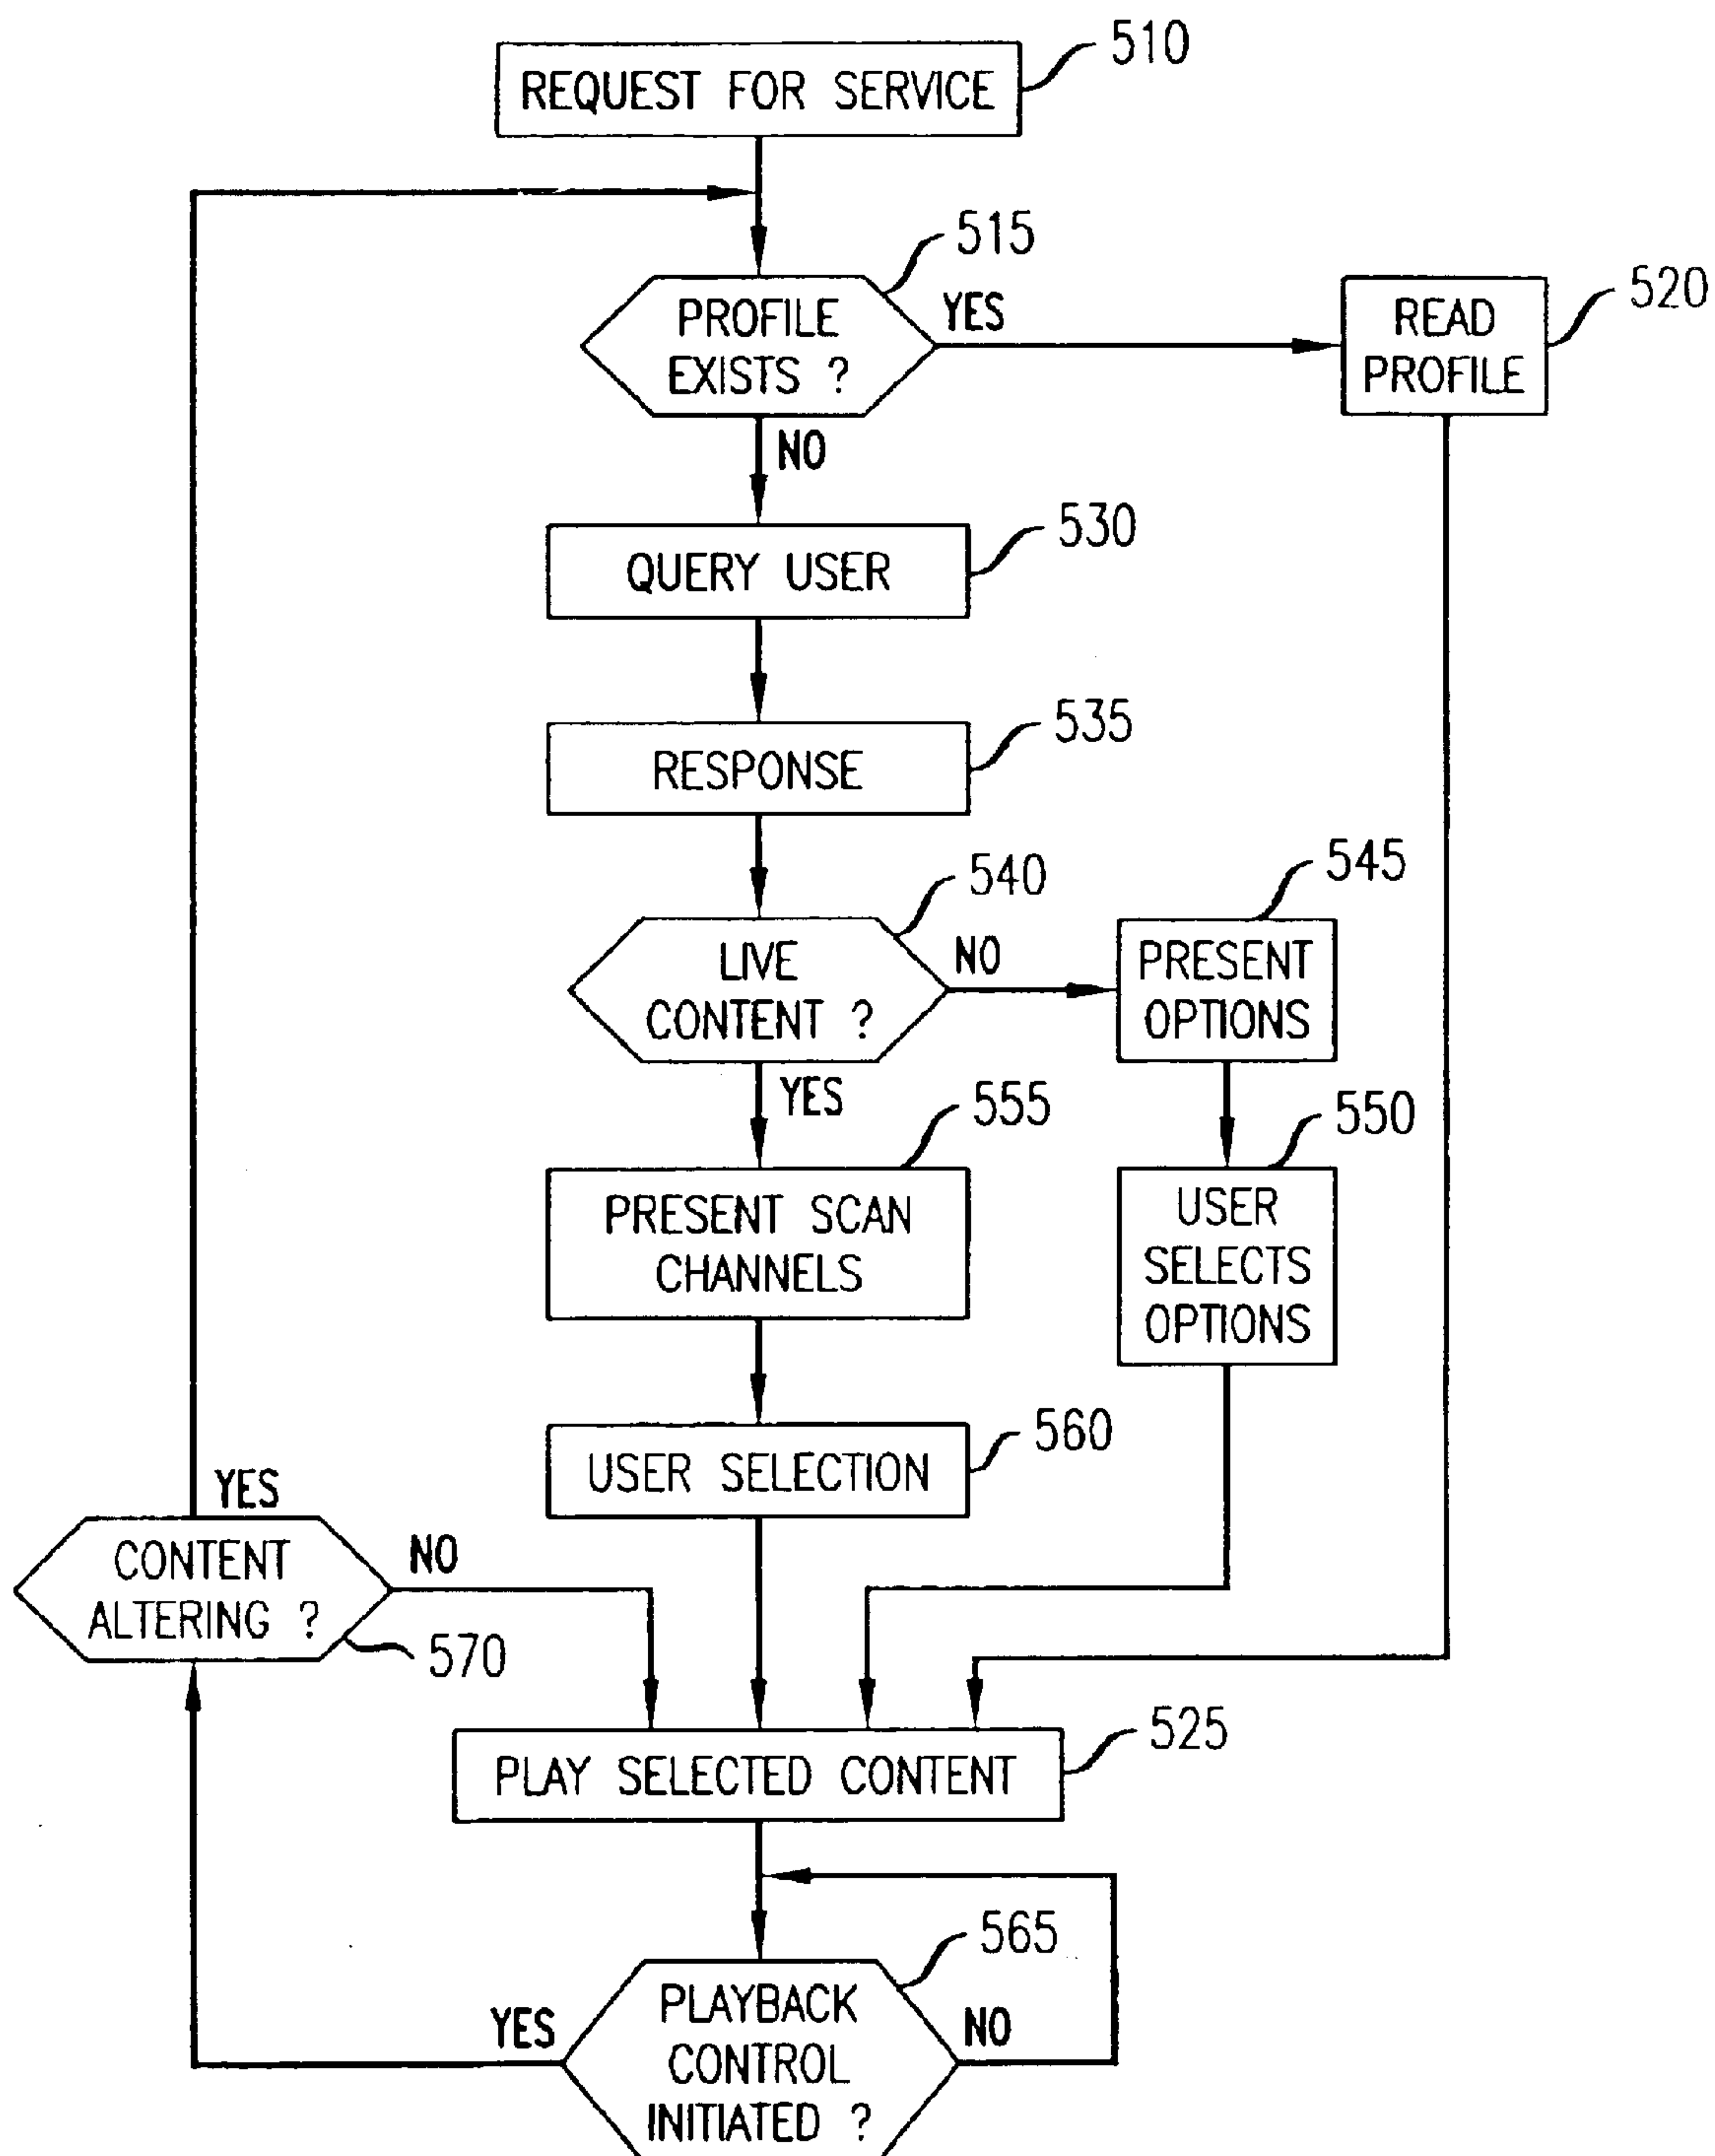 510
REQUEST FOR SERVICE
515
PROFILE
EXISTS ?
YES
520
READ
PROFILE
NO
530
QUERY USER
535
RESPONSE
540
LIVE
CONTENT ?
NO
545
PRESENT
OPTIONS
YES
555
PRESENT SCAN
CHANNELS
550
USER
SELECTS
OPTIONS
560
USER SELECTION
YES
CONTENT
ALTERING ?
NO
570
525
PLAY SELECTED CONTENT
565
PLAYBACK
CONTROL
INITIATED ?
YES
NO